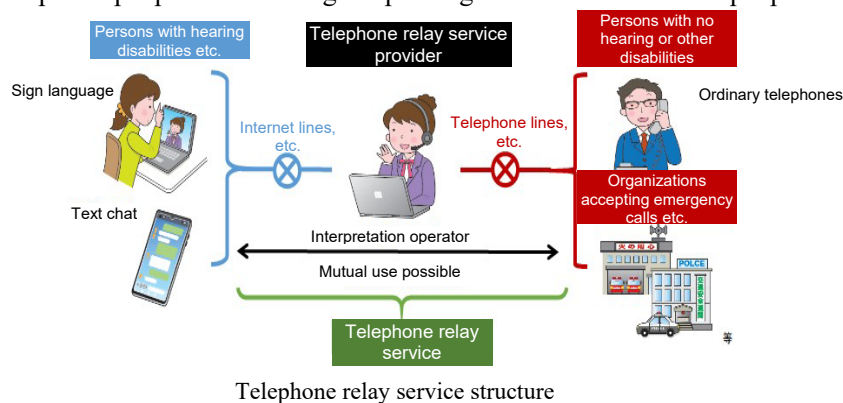 Persons with hearing
disabilities etc.
Telephone relay service
provider
Persons with no
hearing or other
disabilities
Sign language
Ordinary telephones
Internet lines,
etc.
Telephone lines,
etc.
Organizations
accepting emergency
calls etc.
Text chat
Interpretation operator
火の用心
POLCE
Mutual use possible
等
Telephone relay
service
Telephone relay service structure